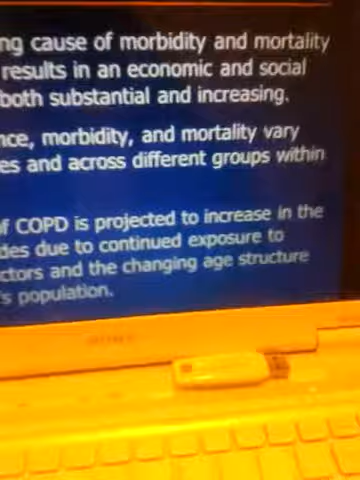 ng cause of morbidity and mortality
results in an economic and social
both substantial and increasing.
nce, morbidity, and mortality vary
es and across different groups within
f COPD is projected to increase in the
des due to continued exposure to
ctors and the changing age structure
's population.
SONY